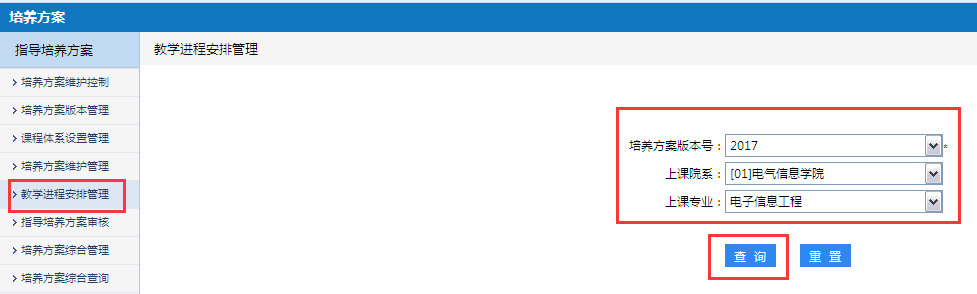 培养方案
指导培养方案
教学进程安排管理
培养方案维护控制
培养方案版本管理
课程体系设置管理
培养方案维护管理
教学进程安排管理
指导培养方案审核
培养方案综合管理
培养方案综合查询
培养方案版本号：2017 *
上课院系：[01]电气信息学院
上课专业：电子信息工程
查 询 重 置